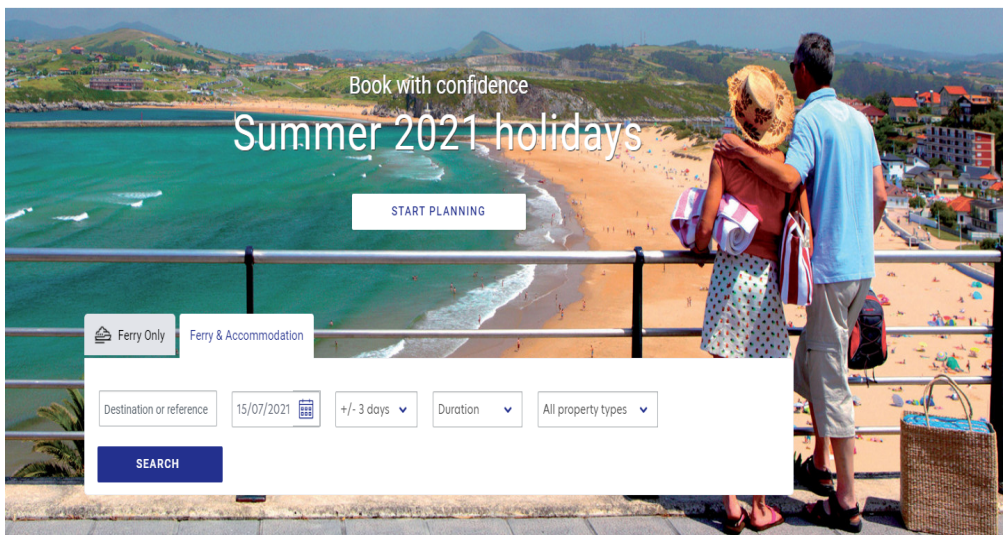 Book with confidence
Summer 2021 holidays
START PLANNING
Ferry Only
Ferry & Accommodation
Destination or reference
15/07/2021
+/- 3 days
Duration
All property types
SEARCH